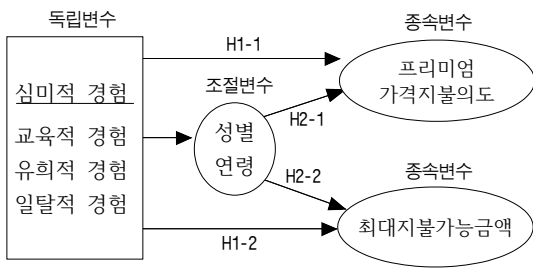 독립변수
종속변수
H1-1
심미적 경험
교육적 경험
유희적 경험
일탈적 경험
조절변수
성별
연령
프리미엄
가격지불의도
H2-1
H2-2
종속변수
최대지불가능금액
H1-2